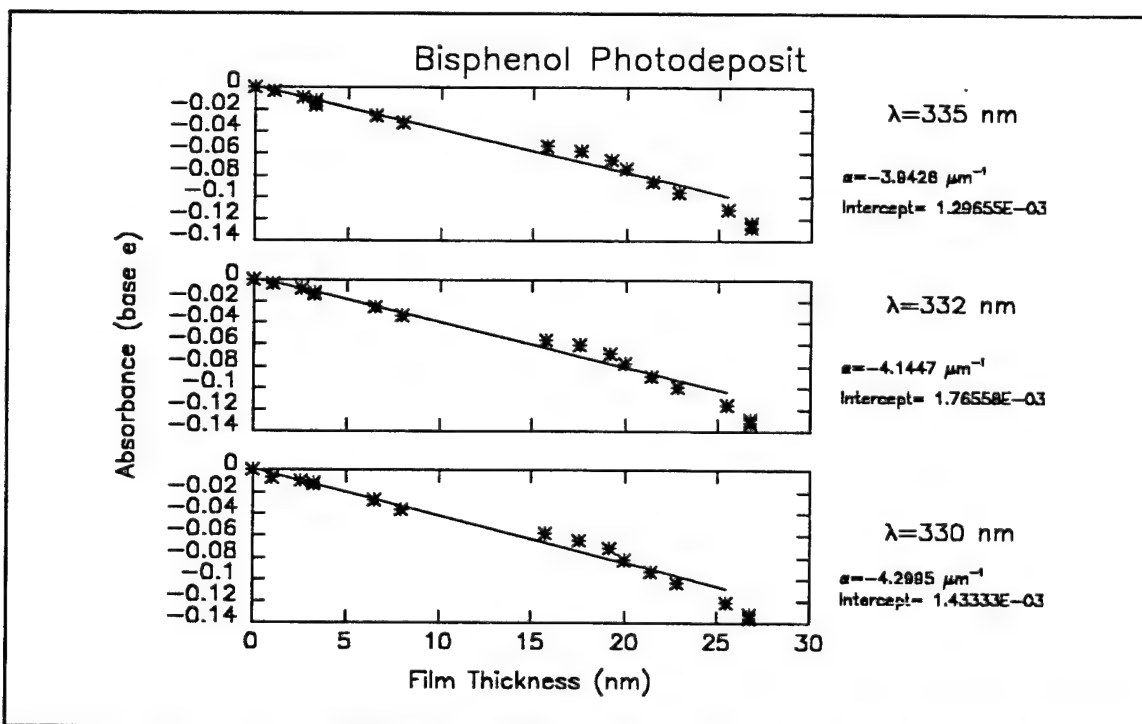 Bisphenol Photodeposit
Absorbance (base e)
0
−0.02
−0.04
−0.06
−0.08
−0.1
−0.12
−0.14
λ=335 nm
α=−3.9428 μm⁻¹
Intercept= 1.29655E−03
0
−0.02
−0.04
−0.06
−0.08
−0.1
−0.12
−0.14
λ=332 nm
α=−4.1447 μm⁻¹
Intercept= 1.76558E−03
0
−0.02
−0.04
−0.06
−0.08
−0.1
−0.12
−0.14
λ=330 nm
α=−4.2995 μm⁻¹
Intercept= 1.43333E−03
0 5 10 15 20 25 30
Film Thickness (nm)